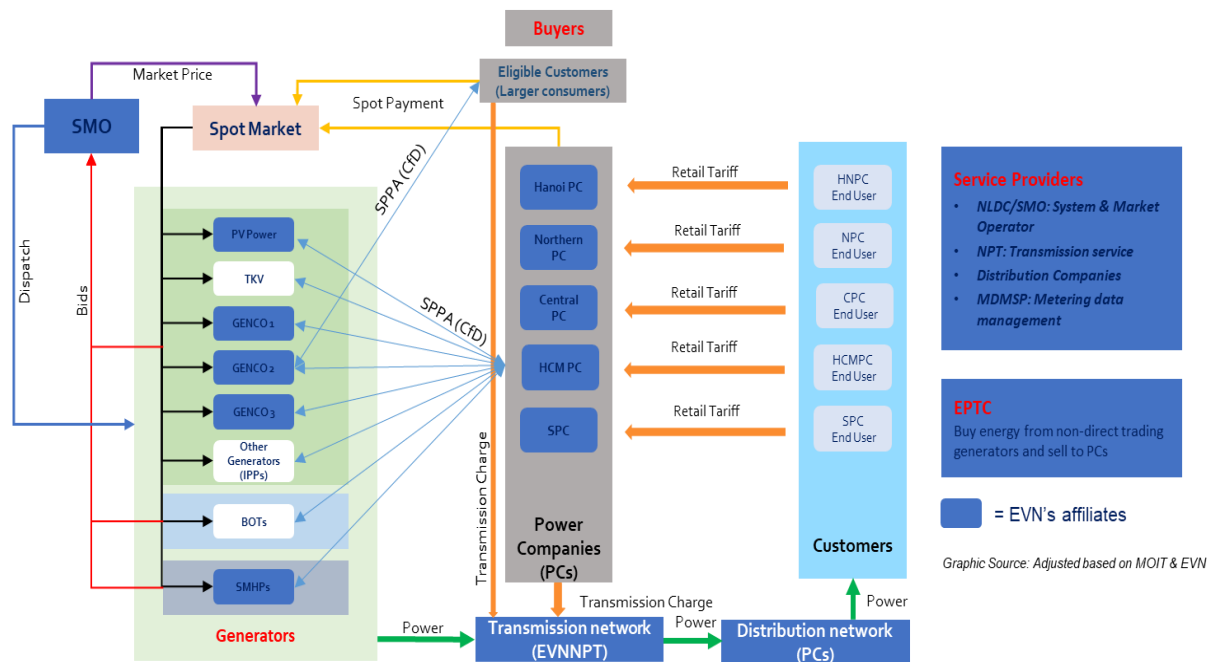 Buyers
Market Price
Eligible Customers
(Larger consumers)
Spot Payment
SMO
Spot Market
SPPA (CfD)
Hanoi PC
Retail Tariff
HNPC
End User
Service Providers
• NLDC/SMO: System & Market
Operator
• NPT: Transmission service
• Distribution Companies
• MDMSP: Metering data
management
PV Power
Northern
PC
Retail Tariff
NPC
End User
Dispatch
Bids
TKV
SPPA (CfD)
Central
PC
Retail Tariff
CPC
End User
GENCO 1
GENCO 2
HCM PC
Retail Tariff
HCMPC
End User
GENCO 3
SPC
Retail Tariff
SPC
End User
EPTC
Buy energy from non-direct trading
generators and sell to PCs
Other
Generators
(IPPs)
BOTs
Transmission Charge
Power
Companies
(PCs)
Customers
= EVN's affiliates
Graphic Source: Adjusted based on MOIT & EVN
SMHPs
Generators
Transmission Charge
Power
Power
Transmission network
(EVNNPT)
Power
Distribution network
(PCs)